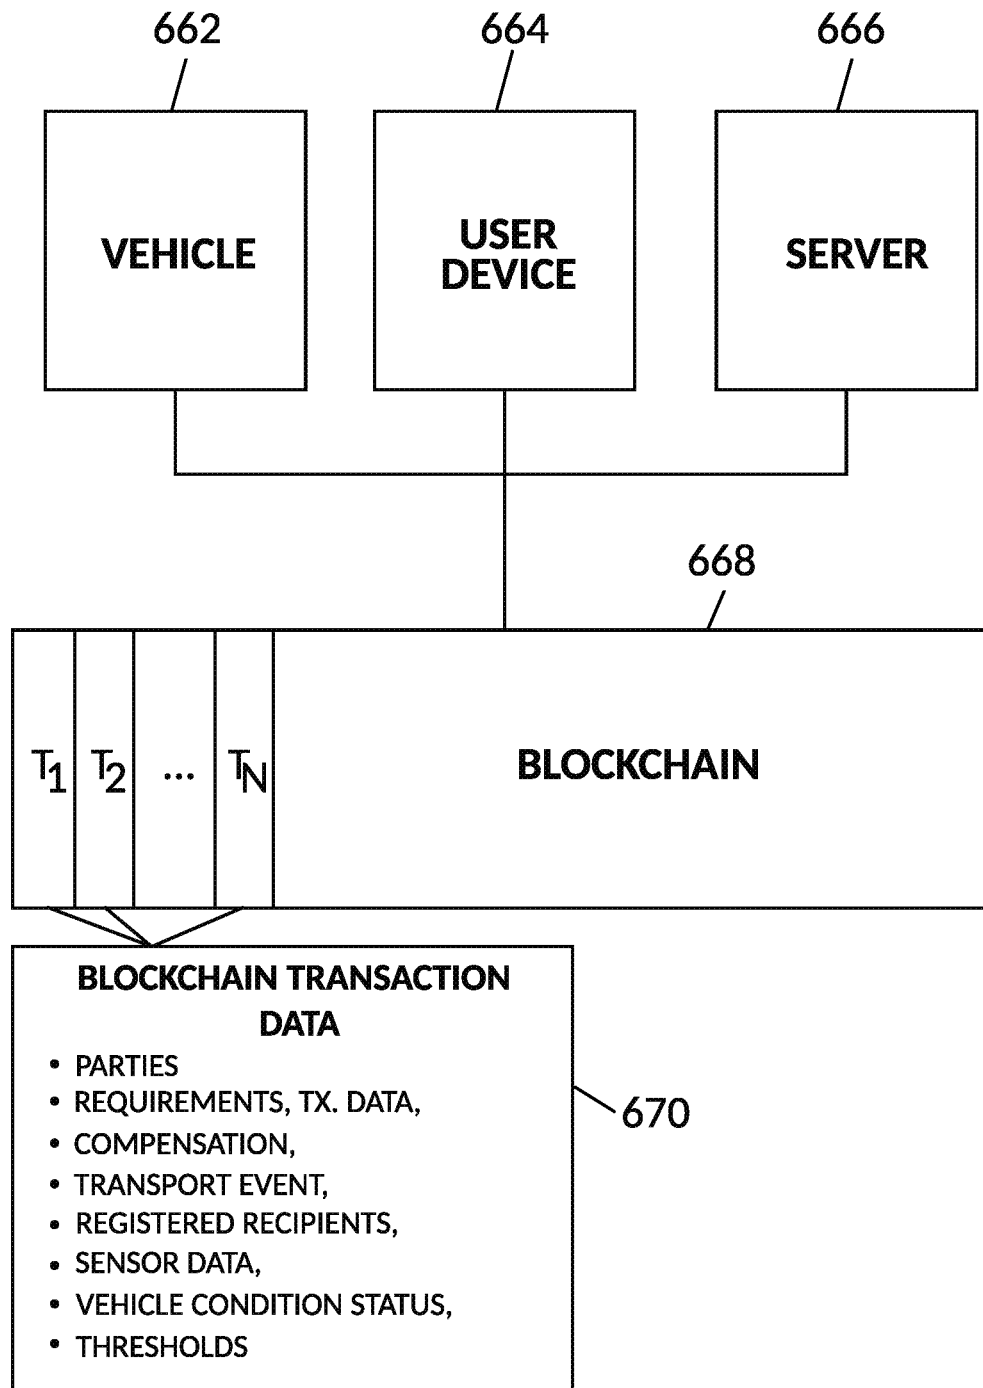 662 664 666
VEHICLE
USER
DEVICE
SERVER
668
T1 T2 ... TN
BLOCKCHAIN
BLOCKCHAIN TRANSACTION
DATA
• PARTIES
• REQUIREMENTS, TX. DATA,
• COMPENSATION,
• TRANSPORT EVENT,
• REGISTERED RECIPIENTS,
• SENSOR DATA,
• VEHICLE CONDITION STATUS,
• THRESHOLDS
670